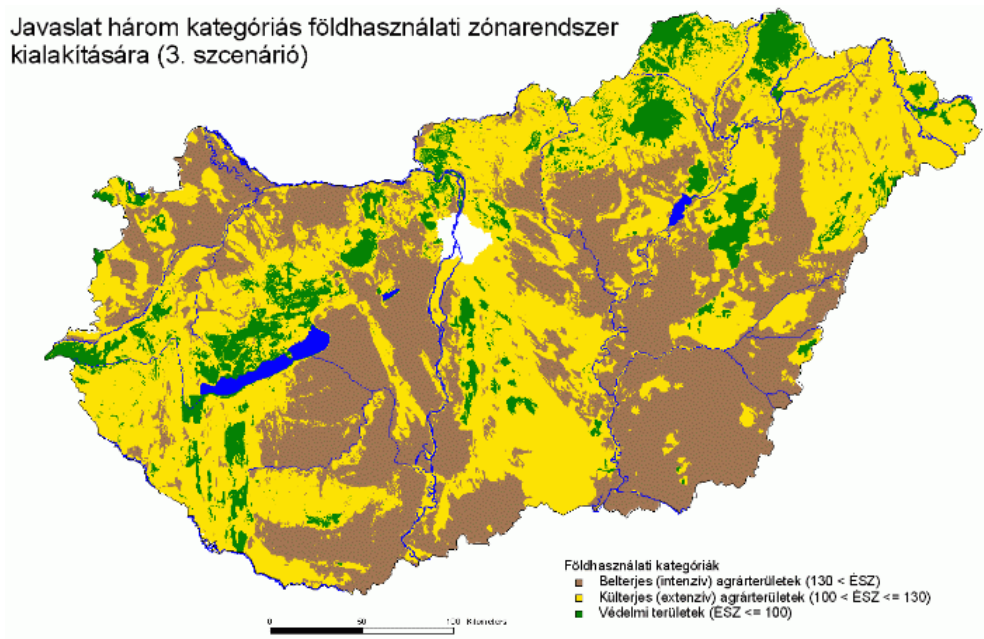 Javaslat három kategóriás földhasználati zónarendszer
kialakítására (3. szcenárió)
Földhasználati kategóriák
Belterjes (intenzív) agrárterületek (130 < ÉSZ)
Külterjes (extenzív) agrárterületek (100 < ÉSZ <= 130)
Védelmi területek (ÉSZ <= 100)
0 50 100 Kilometers